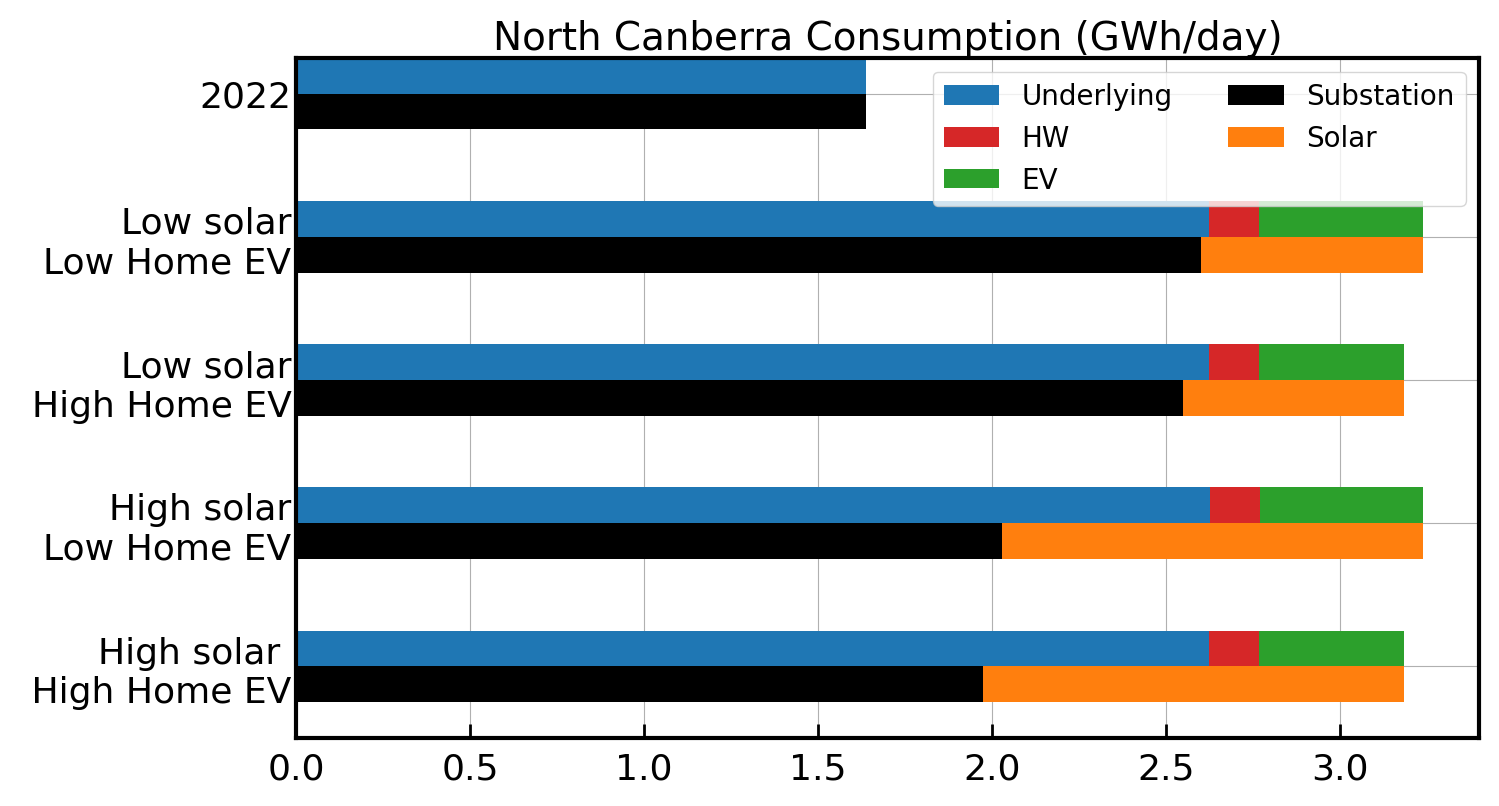 North Canberra Consumption (GWh/day)
2022
Underlying
Substation
HW
Solar
EV
Low solar
Low Home EV
Low solar
High Home EV
High solar
Low Home EV
High solar
High Home EV
0.0 0.5 1.0 1.5 2.0 2.5 3.0